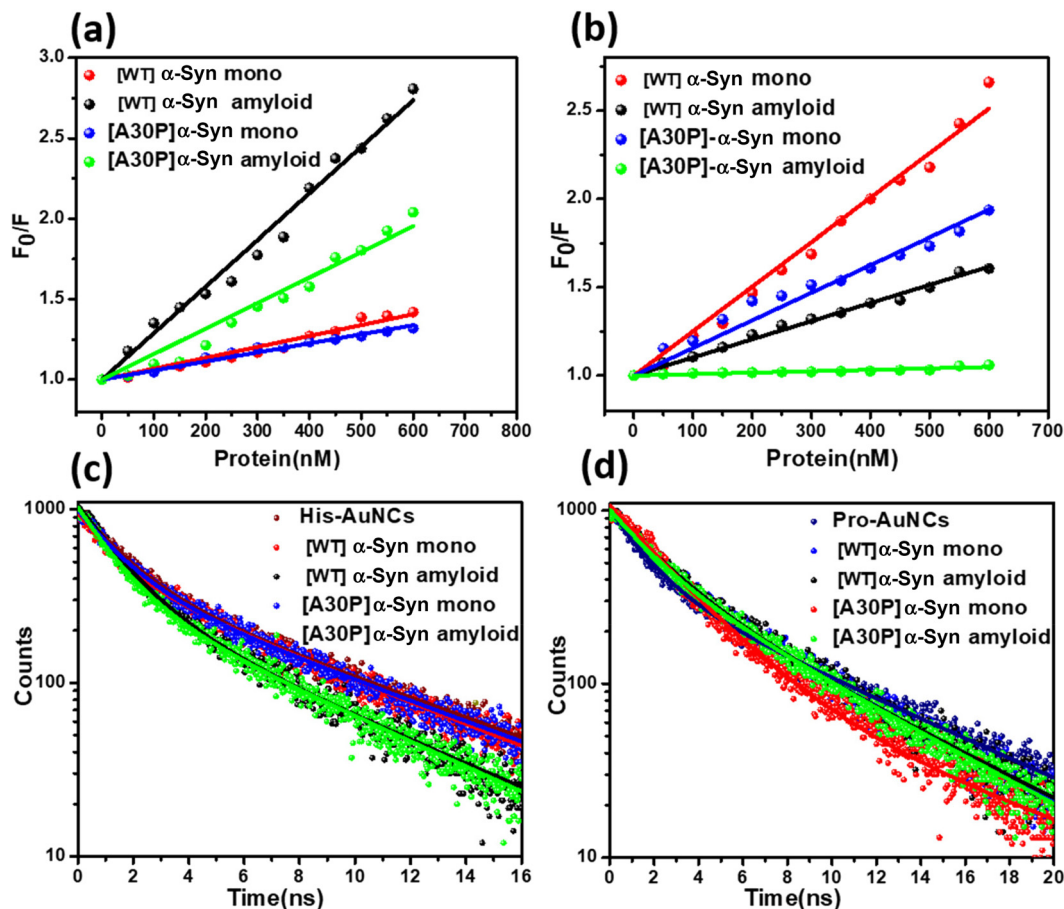 (a)
3.0
2.5
2.0
1.5
1.0
F0/F
[WT] α-Syn mono
[WT] α-Syn amyloid
[A30P] α-Syn mono
[A30P] α-Syn amyloid
0 100 200 300 400 500 600 700 800
Protein(nM)
(b)
2.5
2.0
1.5
1.0
F0/F
[WT] α-Syn mono
[WT] α-Syn amyloid
[A30P]-α-Syn mono
[A30P]-α-Syn amyloid
0 100 200 300 400 500 600 70
Protein(nM)
(c)
1000
100
10
Counts
His-AuNCs
[WT] α-Syn mono
[WT] α-Syn amyloid
[A30P] α-Syn mono
[A30P] α-Syn amyloid
0 2 4 6 8 10 12 14 16
Time(ns)
(d)
1000
100
10
Counts
Pro-AuNCs
[WT] α-Syn mono
[WT] α-Syn amyloid
[A30P] α-Syn mono
[A30P] α-Syn amyloid
0 2 4 6 8 10 12 14 16 18 20
Time(ns)